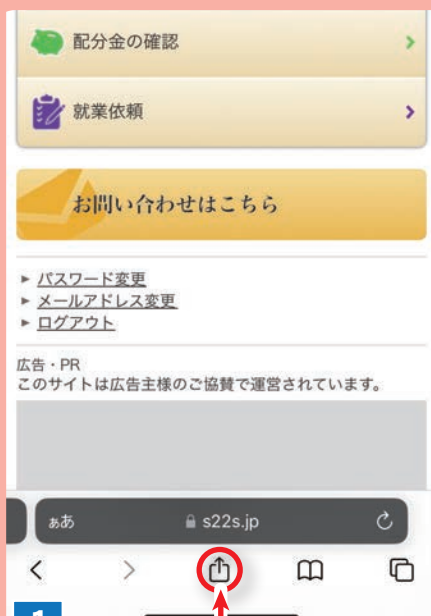 配分金の確認
就業依頼
お問い合わせはこちら
パスワード変更
メールアドレス変更
ログアウト
広告・PR
このサイトは広告主様のご協賛で運営されています。
ぁあ
s22s.jp
1